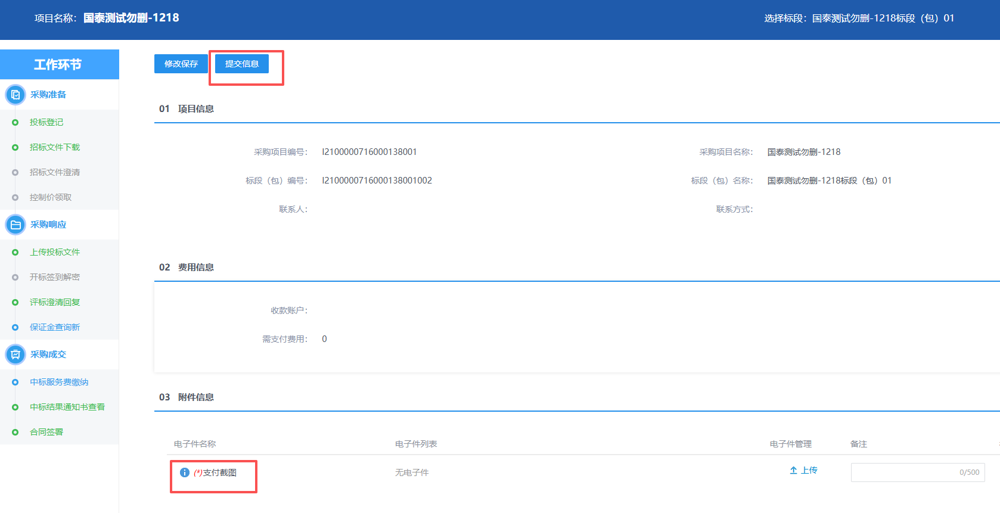 项目名称：国泰测试勿删-1218
选择标段：国泰测试勿删-1218标段（包）01
工作环节
采购准备
投标登记
招标文件下载
招标文件澄清
控制价领取
采购响应
上传投标文件
开标签到解密
评标澄清回复
保证金查询新
采购成交
中标服务费缴纳
中标结果通知书查看
合同签署
修改保存 提交信息
01 项目信息
采购项目编号： I2100000716000138001 采购项目名称： 国泰测试勿删-1218
标段（包）编号： I2100000716000138001002 标段（包）名称： 国泰测试勿删-1218标段（包）01
联系人： 联系方式：
02 费用信息
收款账户：
需支付费用： 0
03 附件信息
电子件名称 电子件列表 电子件管理 备注
(*)支付截图 无电子件 上传 0/500